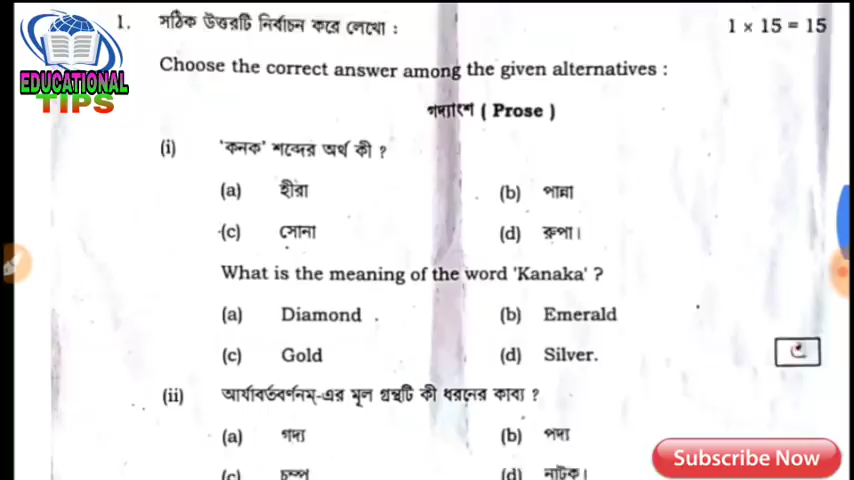 EDUCATIONAL
TIPS
1. সঠিক উত্তরটি নির্বাচন করে লেখো : 1 × 15 = 15
Choose the correct answer among the given alternatives :
গদ্যাংশ ( Prose )
(i) 'কনক' শব্দের অর্থ কী ?
(a) হীরা (b) পান্না
(c) সোনা (d) রুপা।
What is the meaning of the word 'Kanaka' ?
(a) Diamond . (b) Emerald
(c) Gold (d) Silver.
(ii) আর্যাবর্তবর্ণনম্-এর মূল গ্রন্থটি কী ধরনের কাব্য ?
(a) গদ্য (b) পদ্য
(c) চম্পু (d) নাটক।
Subscribe Now